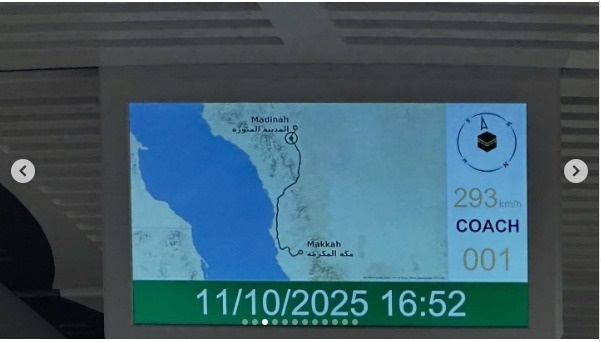 Madinah
المدينة المنورة
293 km/h
COACH
001
Makkah
مكة المكرمة
11/10/2025 16:52